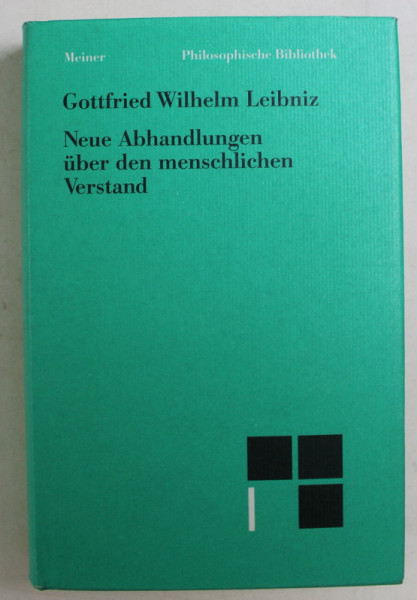 Meiner Philosophische Bibliothek
Gottfried Wilhelm Leibniz
Neue Abhandlungen
über den menschlichen
Verstand